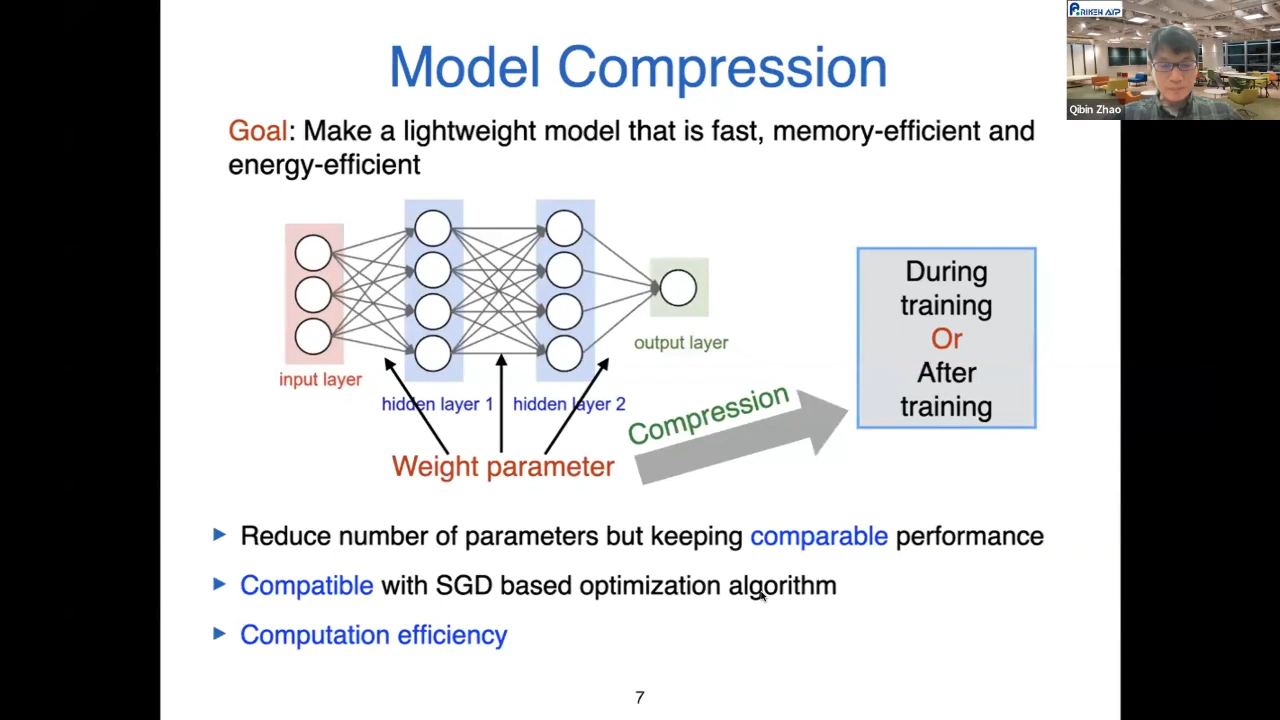 Model Compression
RIKEN AIP
Qibin Zhao
Goal: Make a lightweight model that is fast, memory-efficient and
energy-efficient
During
training
Or
After
training
output layer
input layer
hidden layer 1
hidden layer 2
Compression
Weight parameter
Reduce number of parameters but keeping comparable performance
Compatible with SGD based optimization algorithm
Computation efficiency
7